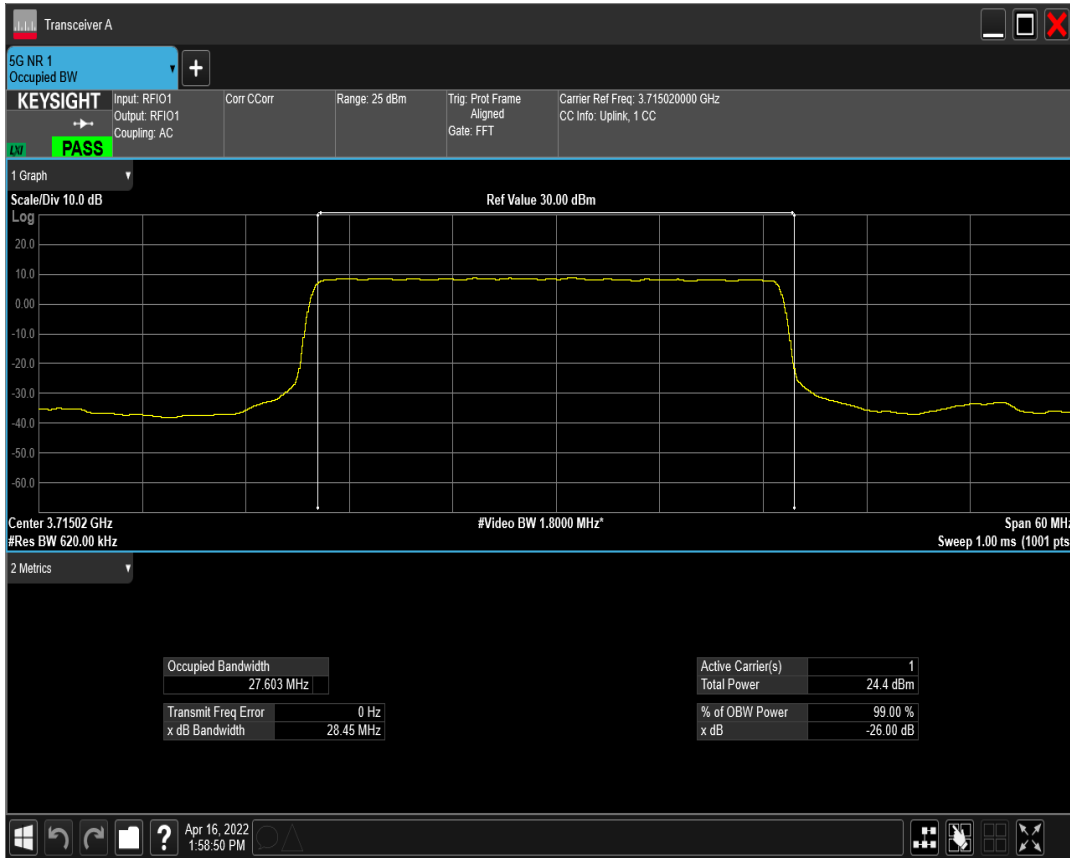 Transceiver A
5G NR 1
Occupied BW
KEYSIGHT
LXI
PASS
Input: RFIO1
Output: RFIO1
Coupling: AC
Corr CCorr
Range: 25 dBm
Trig: Prot Frame
Aligned
Gate: FFT
Carrier Ref Freq: 3.715020000 GHz
CC Info: Uplink, 1 CC
1 Graph
Scale/Div 10.0 dB
Ref Value 30.00 dBm
Log
20.0
10.0
0.00
-10.0
-20.0
-30.0
-40.0
-50.0
-60.0
Center 3.71502 GHz
#Video BW 1.8000 MHz*
Span 60 MHz
#Res BW 620.00 kHz
Sweep 1.00 ms (1001 pts
2 Metrics
Occupied Bandwidth
27.603 MHz
Transmit Freq Error 0 Hz
x dB Bandwidth 28.45 MHz
Active Carrier(s) 1
Total Power 24.4 dBm
% of OBW Power 99.00 %
x dB -26.00 dB
?
Apr 16, 2022
1:58:50 PM